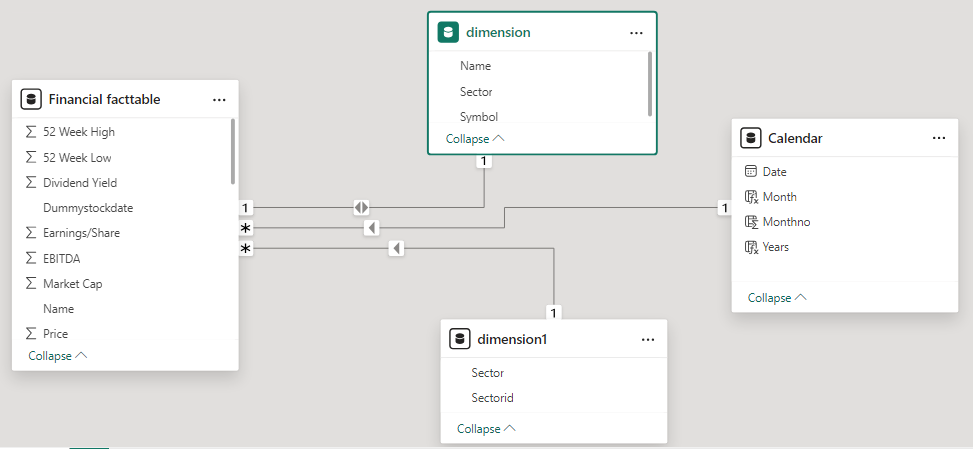 dimension
Name
Sector
Symbol
Collapse
Financial facttable
52 Week High
52 Week Low
Dividend Yield
Dummystockdate
Earnings/Share
EBITDA
Market Cap
Name
Price
Collapse
Calendar
Date
Month
Monthno
Years
Collapse
1
1
*
*
1
1
dimension1
Sector
Sectorid
Collapse